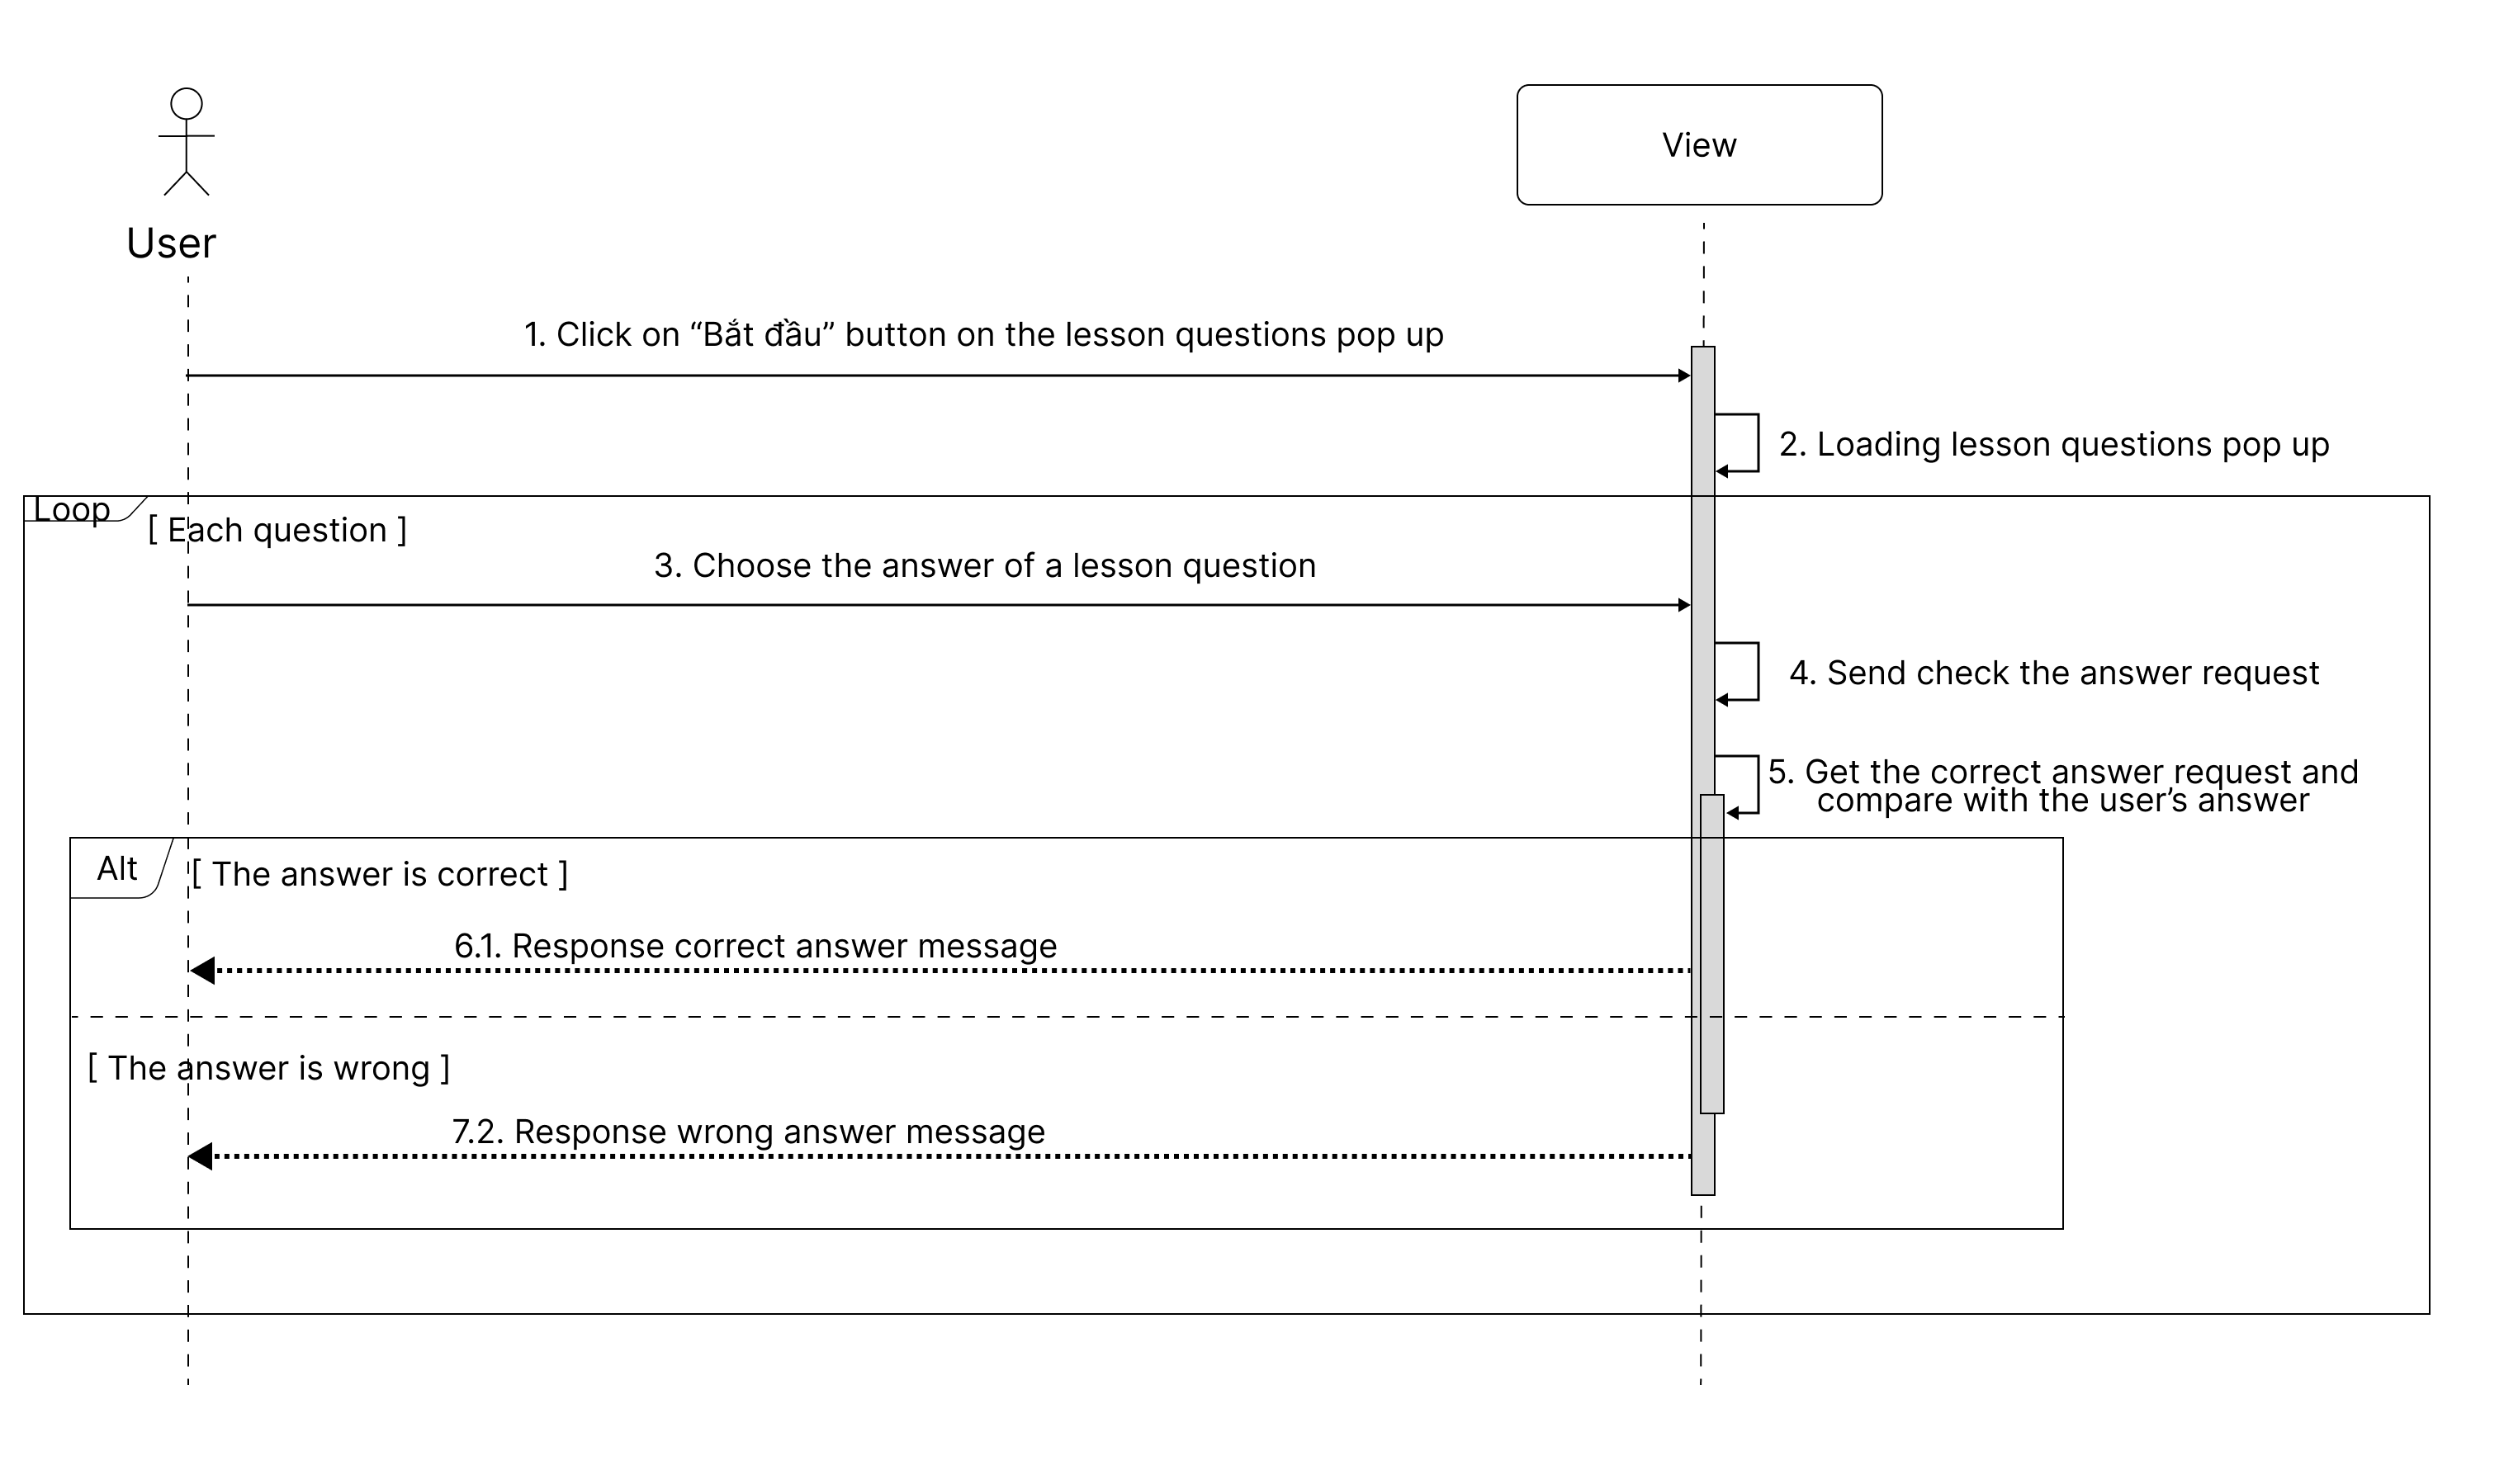 View
User
1. Click on “Bắt đầu” button on the lesson questions pop up
2. Loading lesson questions pop up
Loop
[ Each question ]
3. Choose the answer of a lesson question
4. Send check the answer request
5. Get the correct answer request and
compare with the user’s answer
Alt
[ The answer is correct ]
6.1. Response correct answer message
[ The answer is wrong ]
7.2. Response wrong answer message